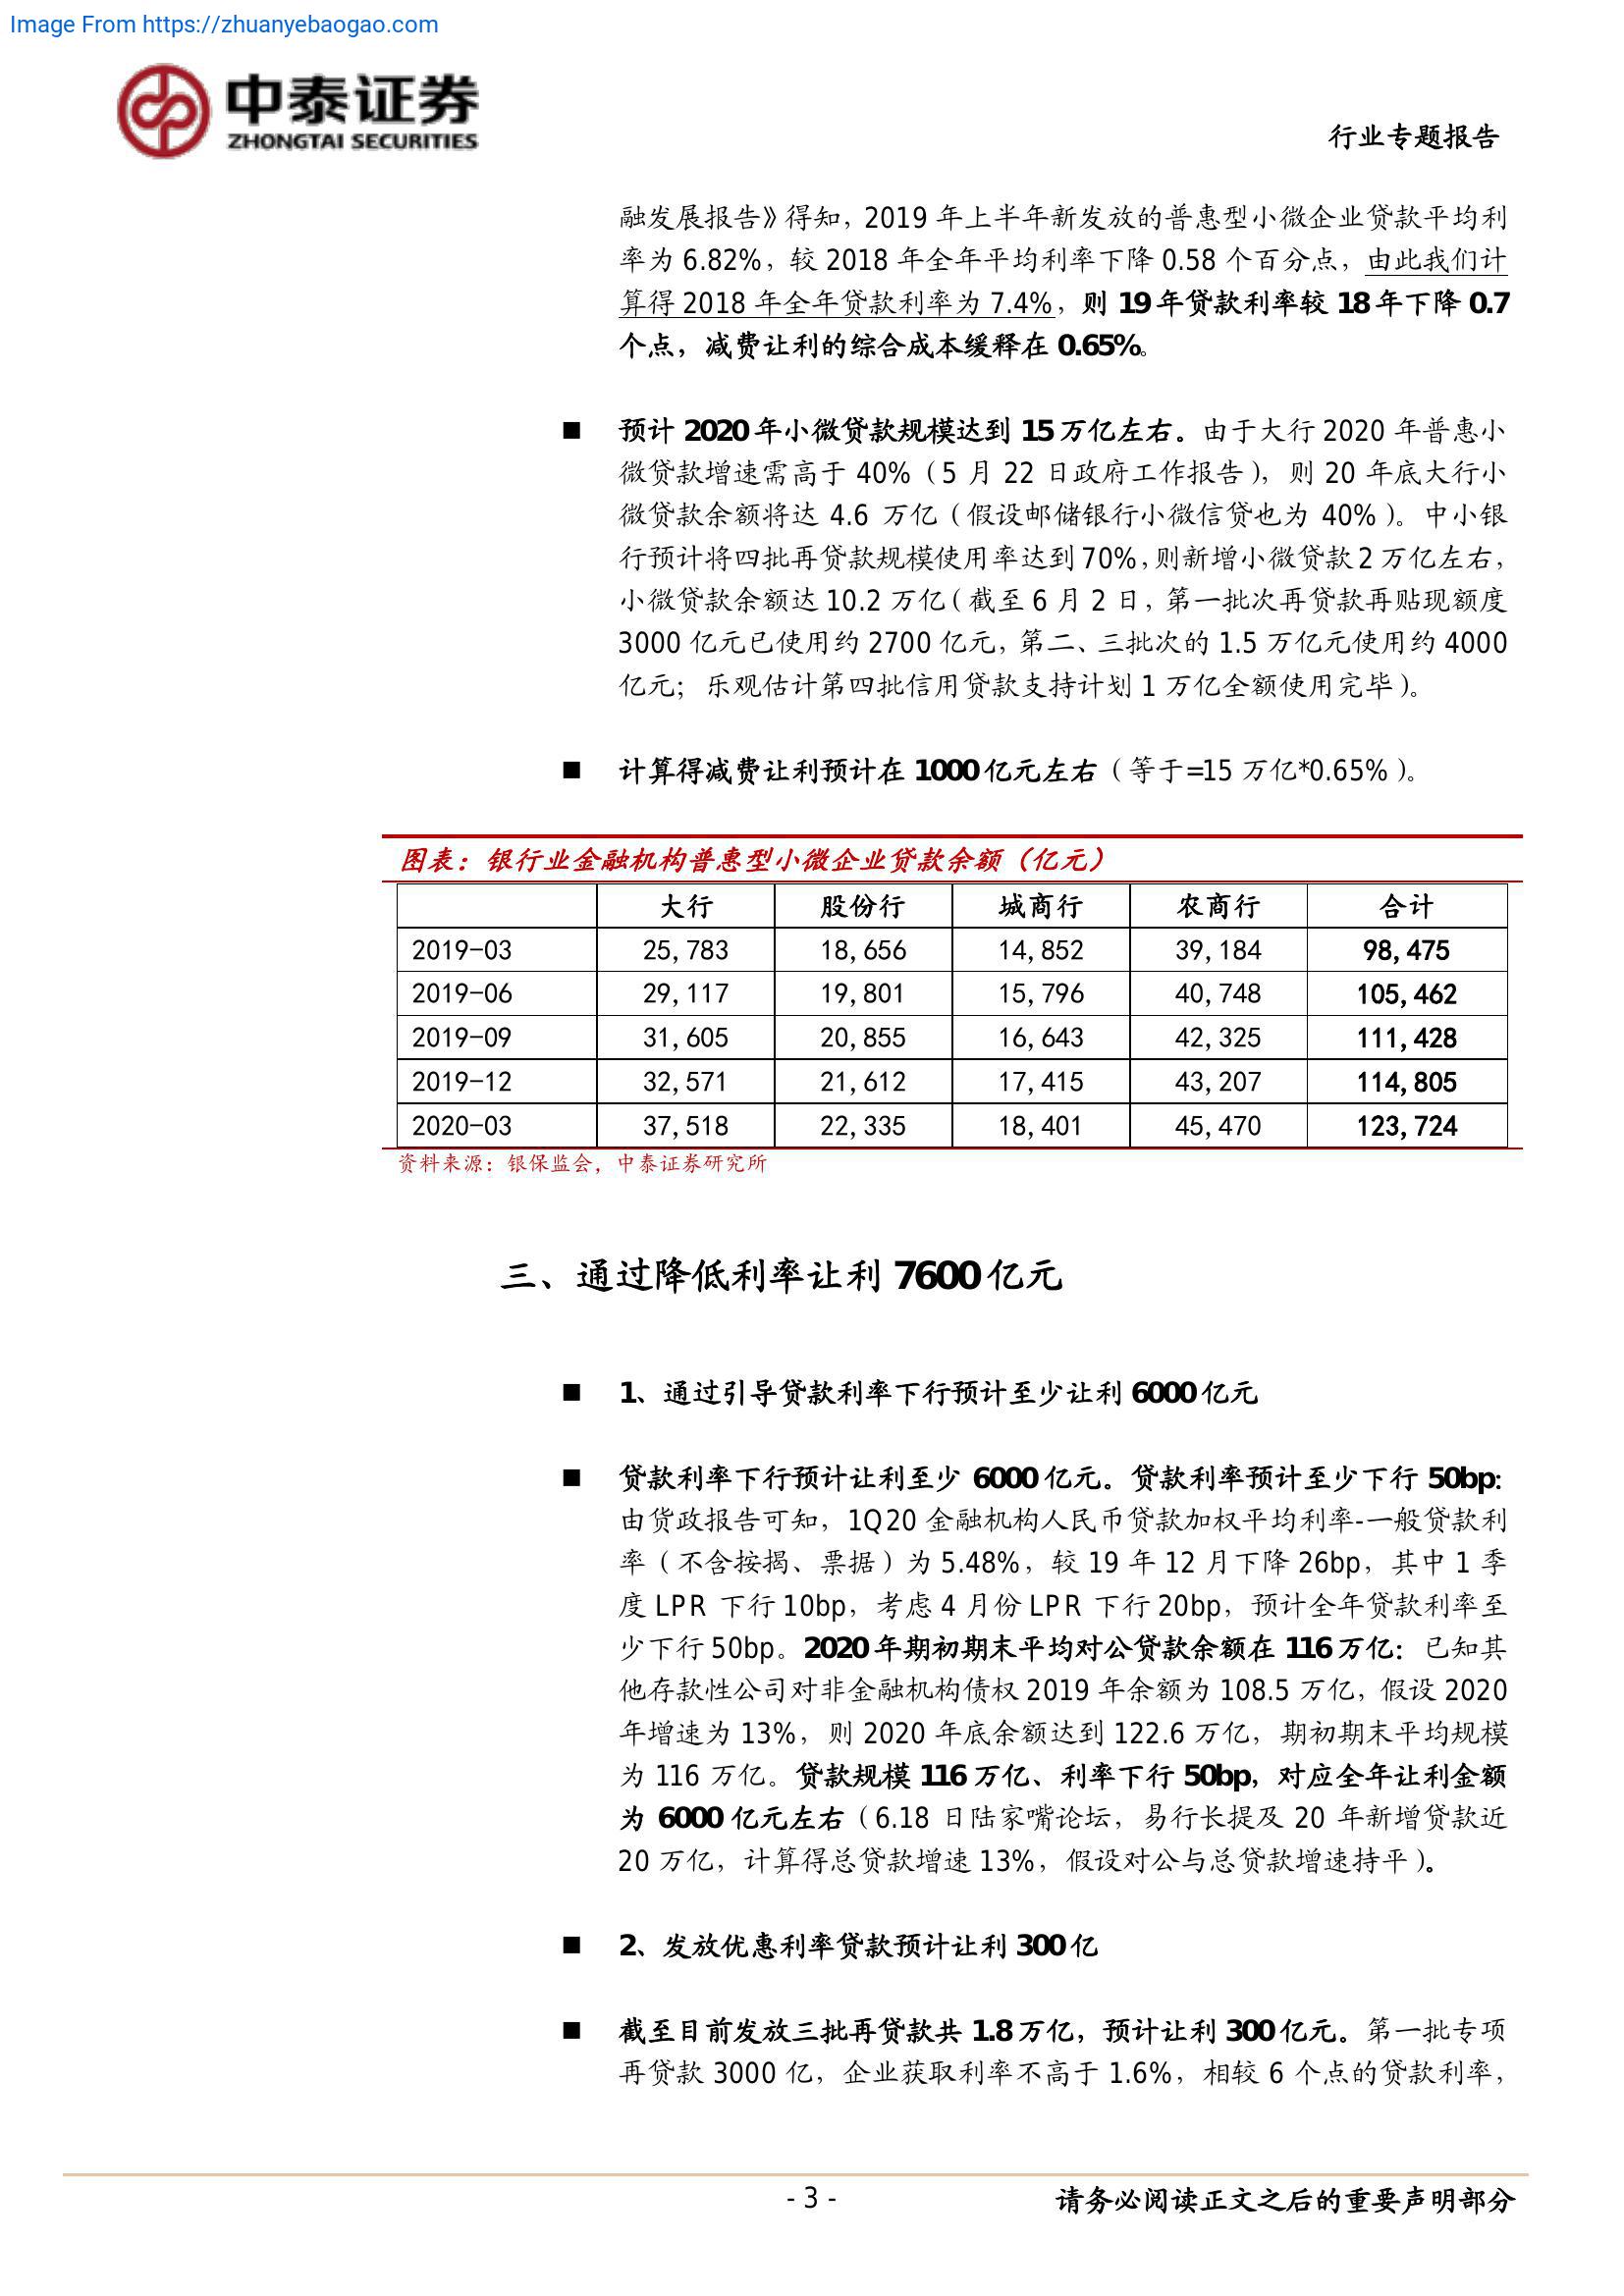 Image From https://zhuanyebaogao.com
中泰证券
ZHONGTAI SECURITIES
行业专题报告
融发展报告》得知，2019 年上半年新发放的普惠型小微企业贷款平均利
率为 6.82%，较 2018 年全年平均利率下降 0.58 个百分点，由此我们计
算得 2018 年全年贷款利率为 7.4%，则 19 年贷款利率较 18 年下降 0.7
个点，减费让利的综合成本缓释在 0.65%。
■ 预计 2020 年小微贷款规模达到 15 万亿左右。由于大行 2020 年普惠小
微贷款增速需高于 40%（5 月 22 日政府工作报告），则 20 年底大行小
微贷款余额将达 4.6 万亿（假设邮储银行小微信贷也为 40%）。中小银
行预计将四批再贷款规模使用率达到 70%，则新增小微贷款 2 万亿左右，
小微贷款余额达 10.2 万亿（截至 6 月 2 日，第一批次再贷款再贴现额度
3000 亿元已使用约 2700 亿元，第二、三批次的 1.5 万亿元使用约 4000
亿元；乐观估计第四批信用贷款支持计划 1 万亿全额使用完毕）。
■ 计算得减费让利预计在 1000 亿元左右（等于=15 万亿*0.65%）。
图表：银行业金融机构普惠型小微企业贷款余额（亿元）
大行 股份行 城商行 农商行 合计
2019-03 25,783 18,656 14,852 39,184 98,475
2019-06 29,117 19,801 15,796 40,748 105,462
2019-09 31,605 20,855 16,643 42,325 111,428
2019-12 32,571 21,612 17,415 43,207 114,805
2020-03 37,518 22,335 18,401 45,470 123,724
资料来源：银保监会，中泰证券研究所
三、通过降低利率让利 7600 亿元
■ 1、通过引导贷款利率下行预计至少让利 6000 亿元
■ 贷款利率下行预计让利至少 6000 亿元。贷款利率预计至少下行 50bp：
由货政报告可知，1Q20 金融机构人民币贷款加权平均利率-一般贷款利
率（不含按揭、票据）为 5.48%，较 19 年 12 月下降 26bp，其中 1 季
度 LPR 下行 10bp，考虑 4 月份 LPR 下行 20bp，预计全年贷款利率至
少下行 50bp。2020 年期初期末平均对公贷款余额在 116 万亿：已知其
他存款性公司对非金融机构债权 2019 年余额为 108.5 万亿，假设 2020
年增速为 13%，则 2020 年底余额达到 122.6 万亿，期初期末平均规模
为 116 万亿。贷款规模 116 万亿、利率下行 50bp，对应全年让利金额
为 6000 亿元左右（6.18 日陆家嘴论坛，易行长提及 20 年新增贷款近
20 万亿，计算得总贷款增速 13%，假设对公与总贷款增速持平）。
■ 2、发放优惠利率贷款预计让利 300 亿
■ 截至目前发放三批再贷款共 1.8 万亿，预计让利 300 亿元。第一批专项
再贷款 3000 亿，企业获取利率不高于 1.6%，相较 6 个点的贷款利率，
- 3 -
请务必阅读正文之后的重要声明部分